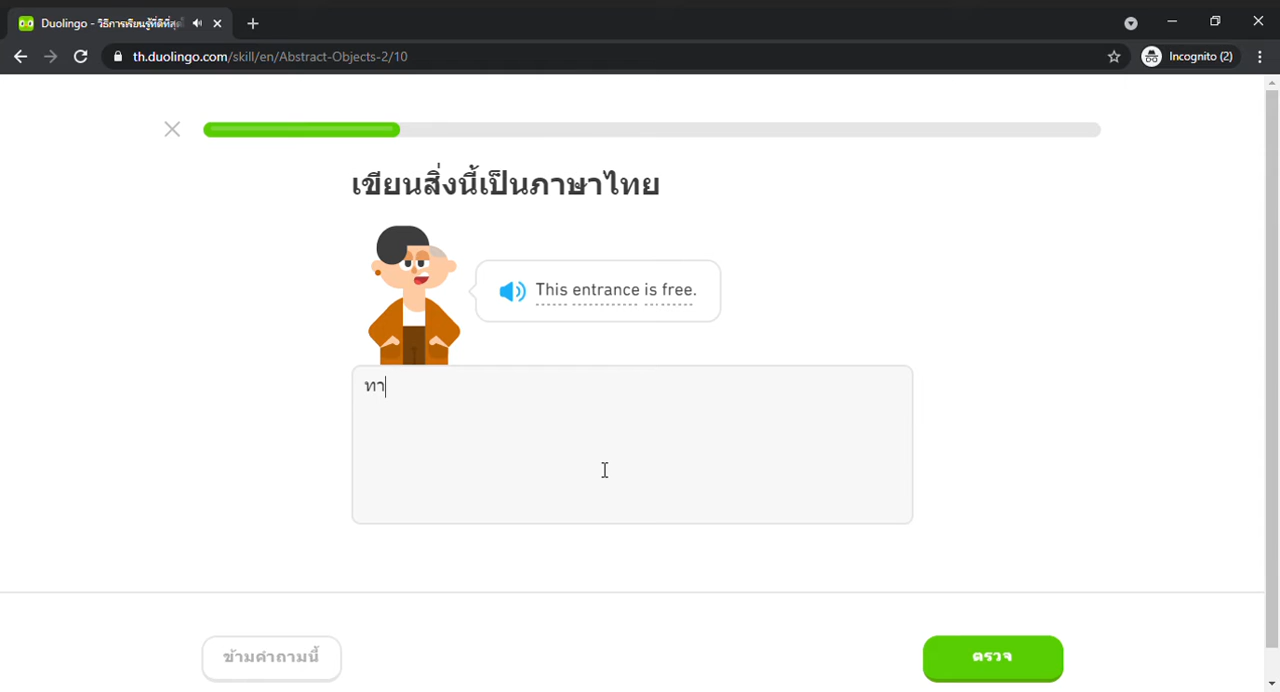 Duolingo - วิธีการเรียนรู้ที่ดีที่สุดใ
th.duolingo.com/skill/en/Abstract-Objects-2/10
Incognito (2)
เขียนสิ่งนี้เป็นภาษาไทย
This entrance is free.
ทา
ข้ามคำถามนี้
ตรวจ